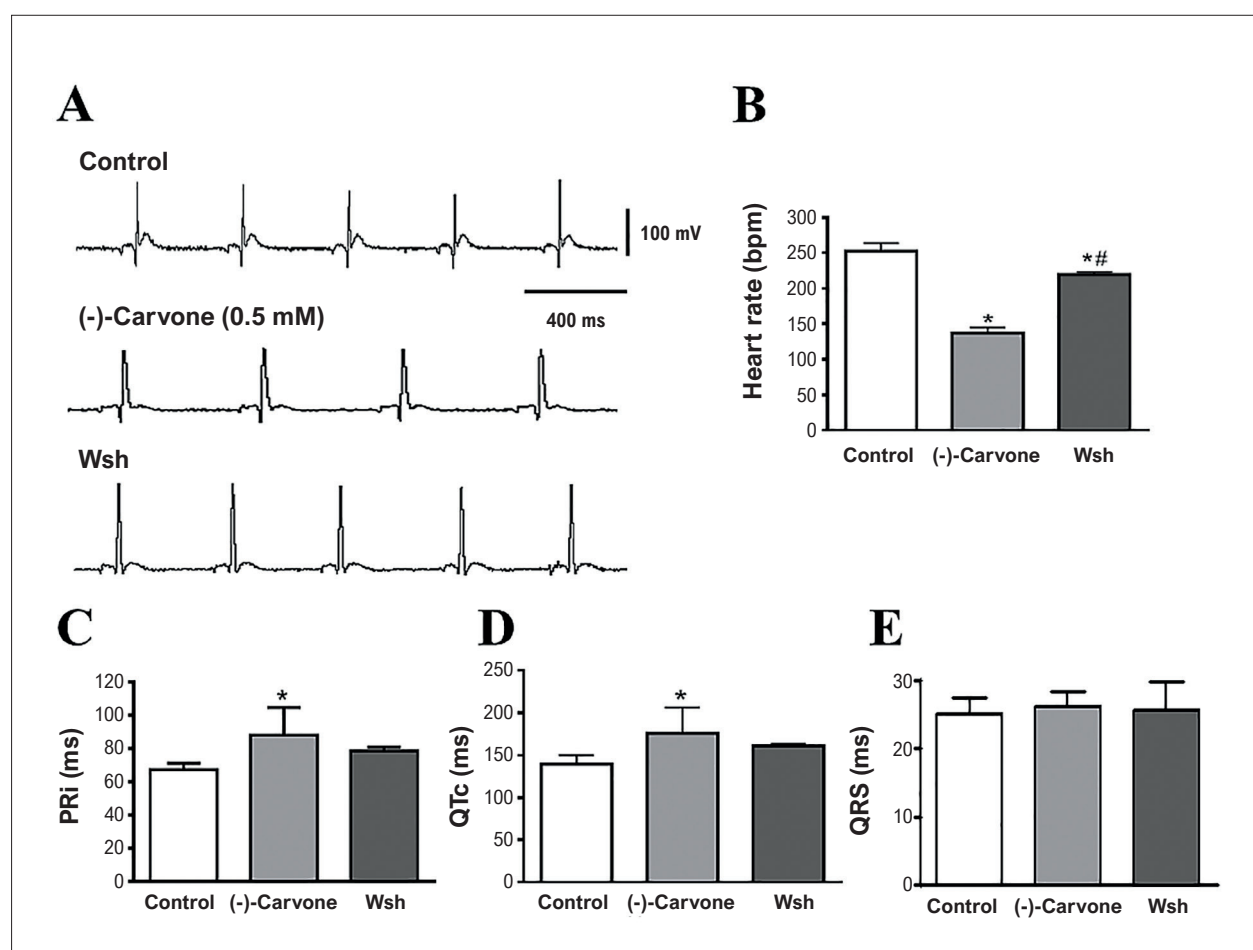 A
Control
100 mV
400 ms
(-)-Carvone (0.5 mM)
Wsh
B
Heart rate (bpm)
300
250
200
150
100
50
0
*
*#
Control (-)-Carvone Wsh
C
PRi (ms)
120
100
80
60
40
20
0
*
Control (-)-Carvone Wsh
D
QTc (ms)
250
200
150
100
50
0
*
Control (-)-Carvone Wsh
E
QRS (ms)
30
20
10
0
Control (-)-Carvone Wsh